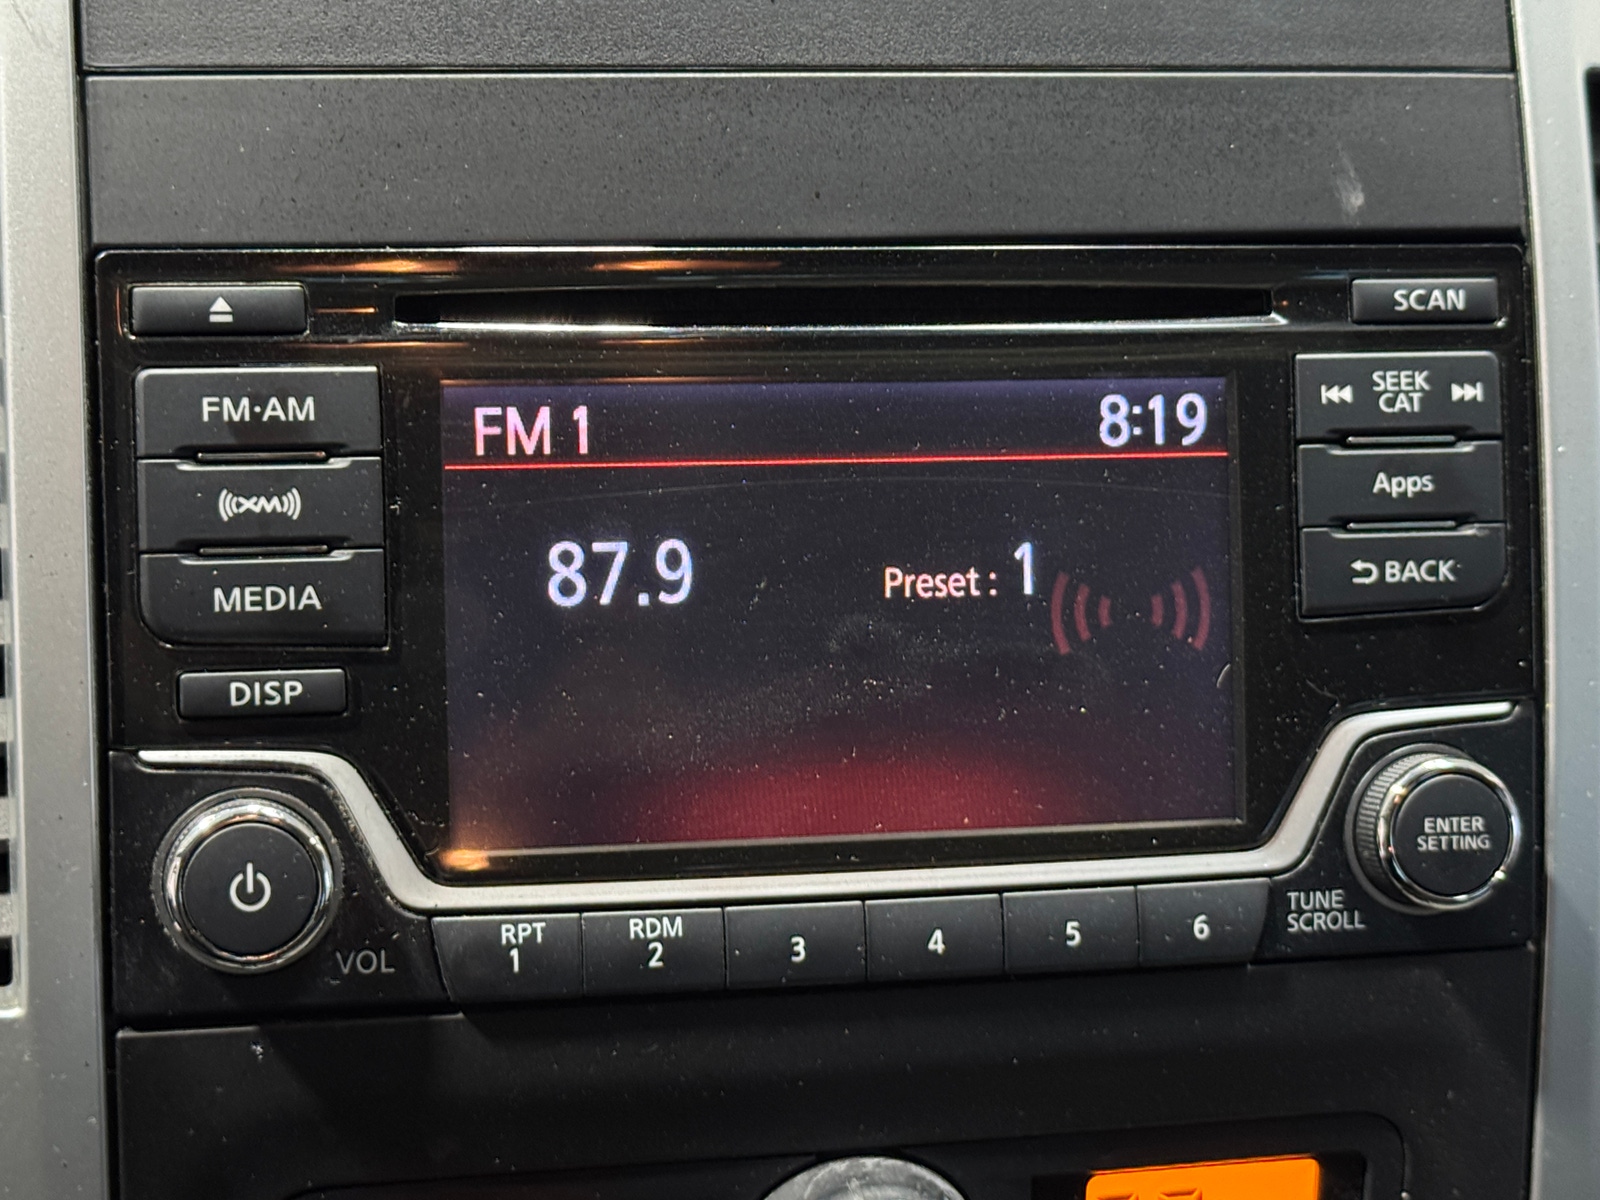 SCAN
FM·AM
SEEK
CAT
FM 1
8:19
XM
Apps
87.9
Preset : 1
BACK
MEDIA
DISP
ENTER
SETTING
TUNE
SCROLL
VOL
RPT
1
RDM
2
3
4
5
6